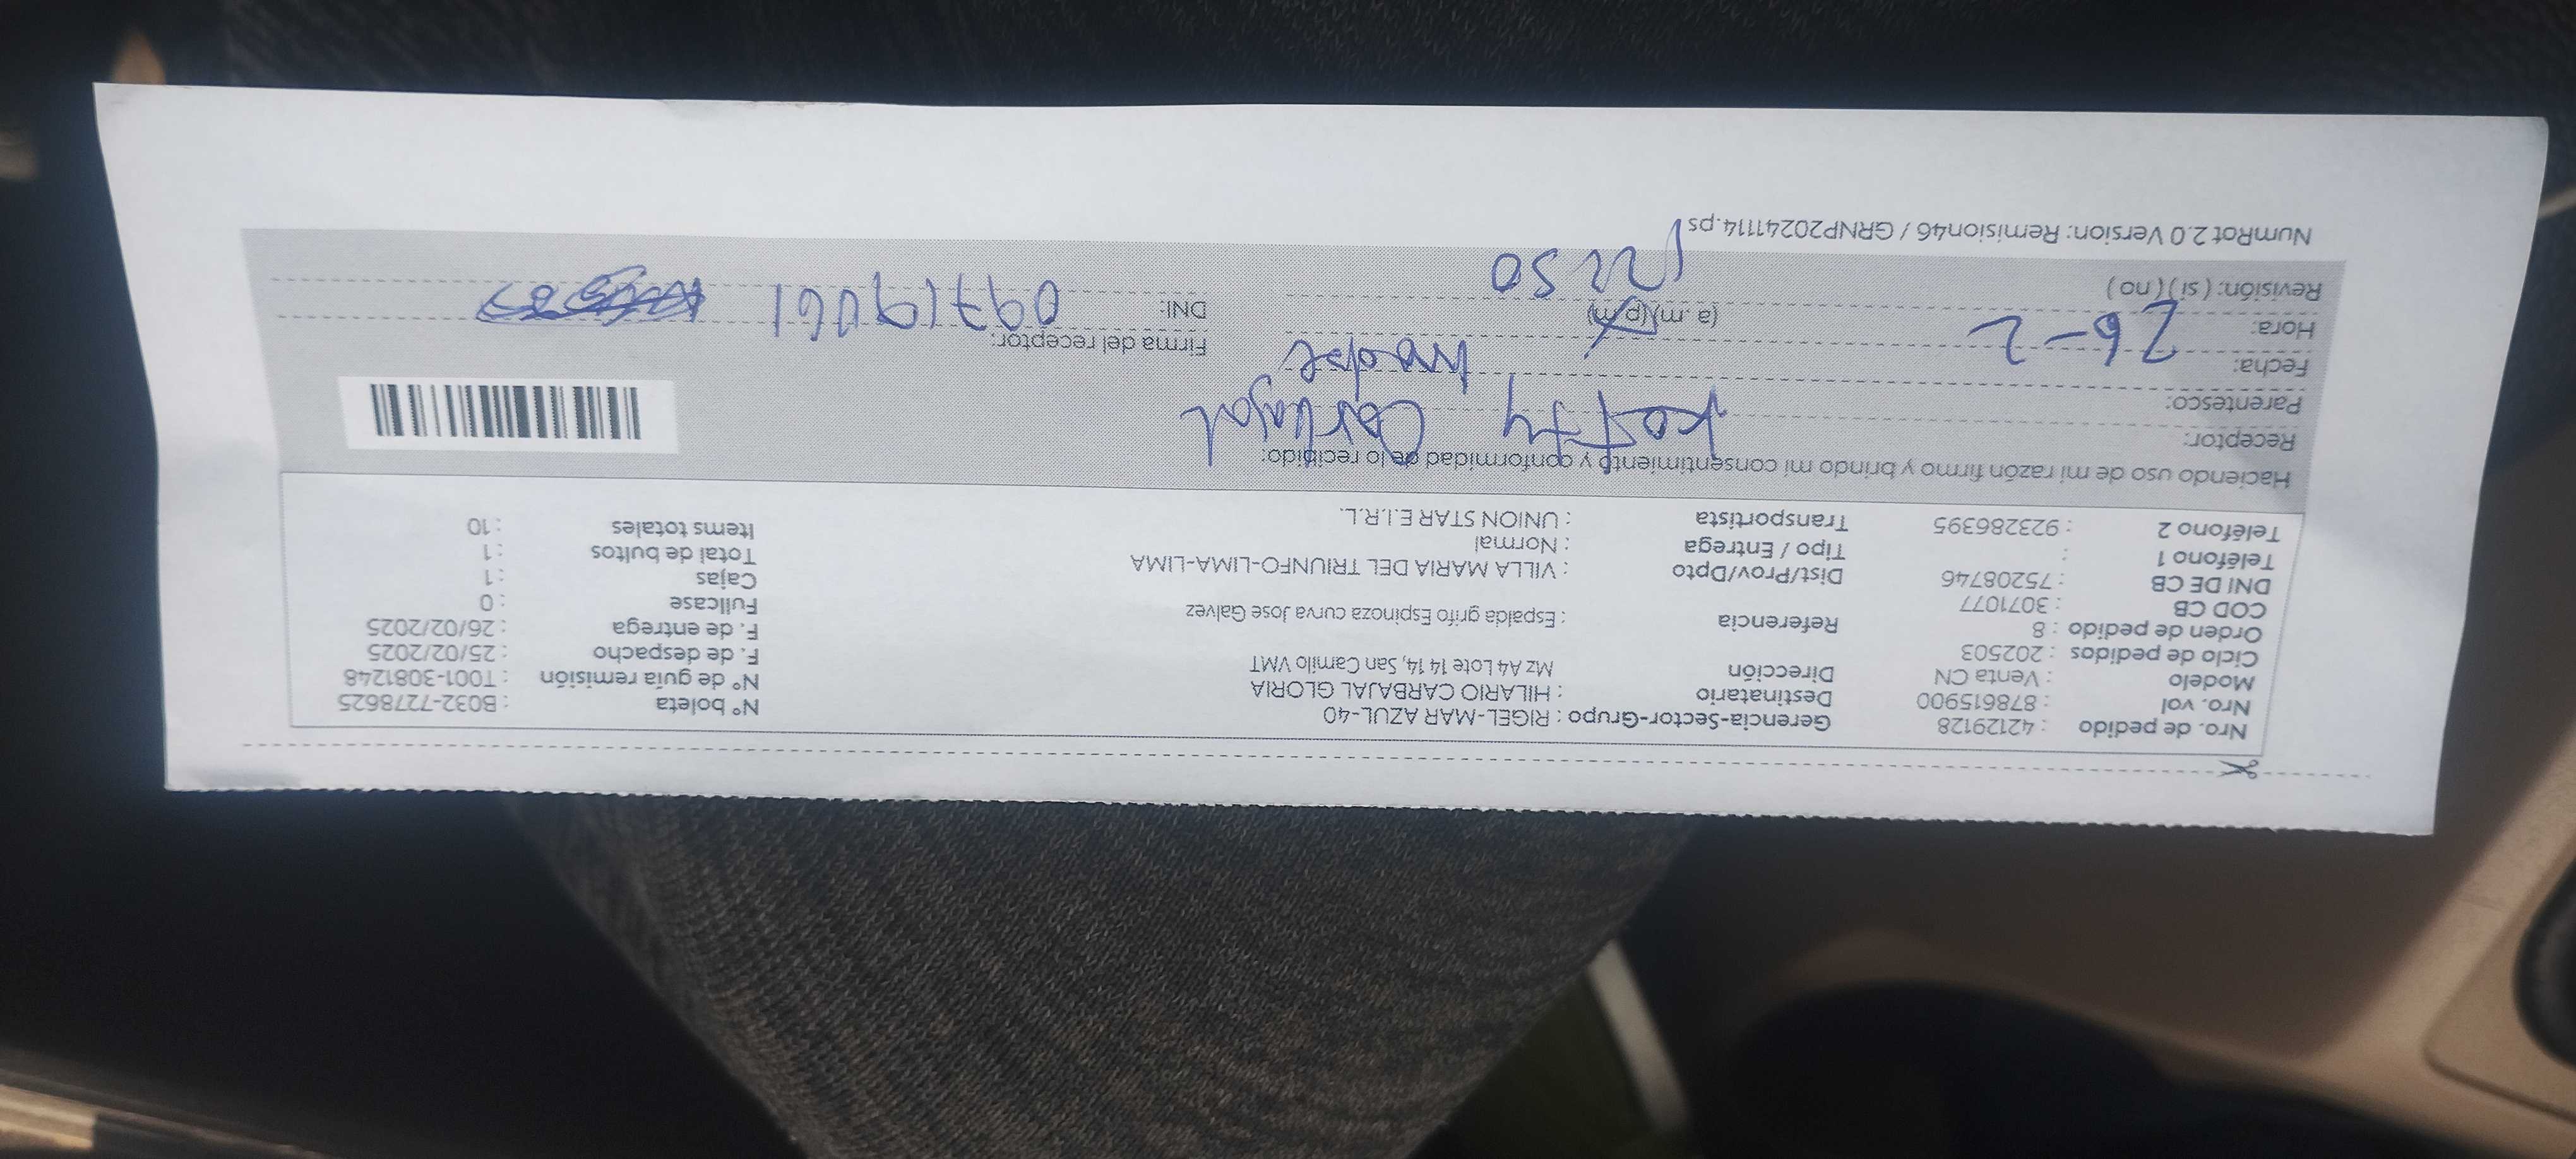 Nro. de pedido : 42129128
Nro. vol : 878615900
Modelo : Venta CN
Ciclo de pedidos : 202503
Orden de pedido : 8
COD CB : 3071077
DNI DE CB : 75208746
Teléfono 1 :
Teléfono 2 : 923286395
Gerencia-Sector-Grupo : RIGEL-MAR AZUL-40
Destinatario : HILARIO CARBAJAL GLORIA
Dirección Mz A4 Lote 14 14, San Camilo VMT
Referencia : Espalda grifo Espinoza curva Jose Galvez
Dist/Prov/Dpto : VILLA MARIA DEL TRIUNFO-LIMA-LIMA
Tipo / Entrega : Normal
Transportista : UNION STAR E.I.R.L.
N° boleta : B032-7278625
N° de guía remisión : T001-3081248
F. de despacho : 25/02/2025
F. de entrega : 26/02/2025
Fullcase : 0
Cajas : 1
Total de bultos : 1
Items totales : 10
Haciendo uso de mi razón firmo y brindo mi consentimiento y conformidad de lo recibido:
Receptor: Ketty Carbajal
Parentesco: madre
Fecha: 26-2
Hora: (a.m)(p.m)
Revisión: ( si ) ( no ) 1250
Firma del receptor:
DNI: 09719061
NumRot 2.0 Version: Remision46 / GRNP20241114.ps